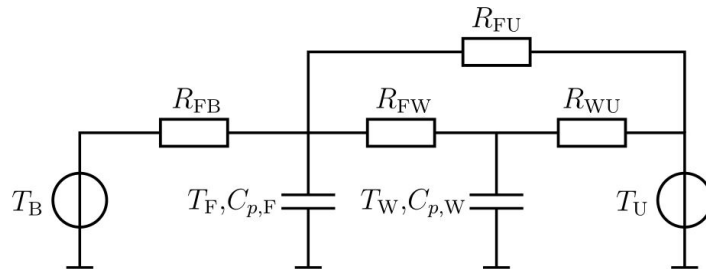 R_FU
R_FB R_FW R_WU
T_B T_F,C_p,F T_W,C_p,W T_U